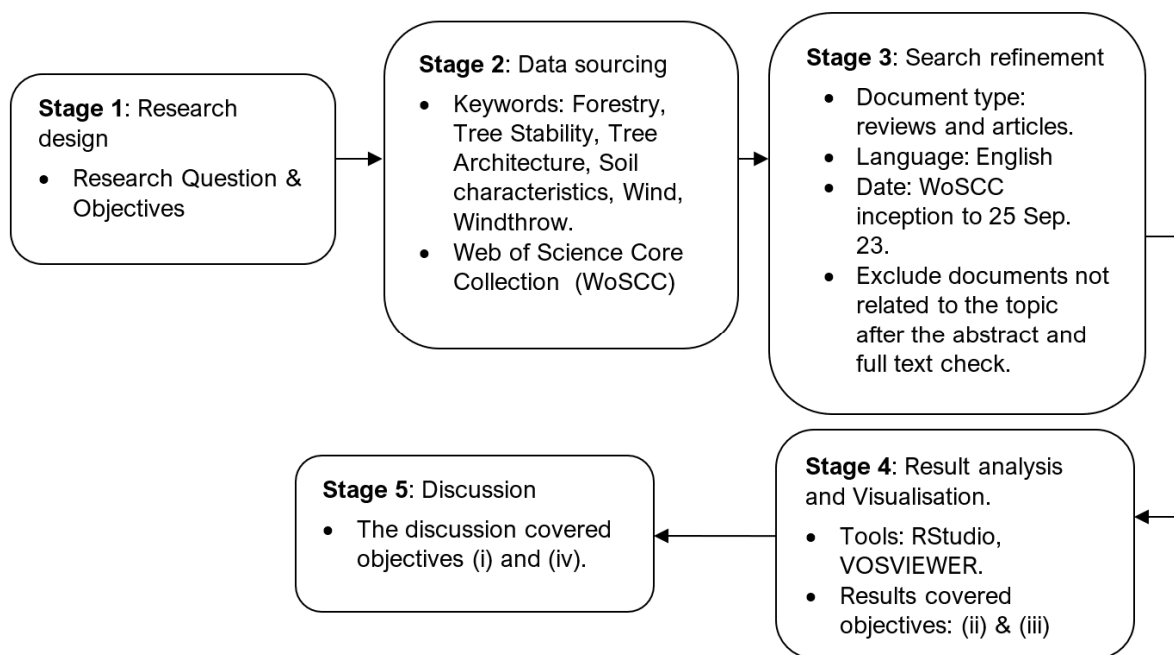 Stage 1: Research
design
• Research Question &
Objectives
Stage 2: Data sourcing
• Keywords: Forestry,
Tree Stability, Tree
Architecture, Soil
characteristics, Wind,
Windthrow.
• Web of Science Core
Collection (WoSCC)
Stage 3: Search refinement
• Document type:
reviews and articles.
• Language: English
• Date: WoSCC
inception to 25 Sep.
23.
• Exclude documents not
related to the topic
after the abstract and
full text check.
Stage 4: Result analysis
and Visualisation.
• Tools: RStudio,
VOSVIEWER.
• Results covered
objectives: (ii) & (iii)
Stage 5: Discussion
• The discussion covered
objectives (i) and (iv).